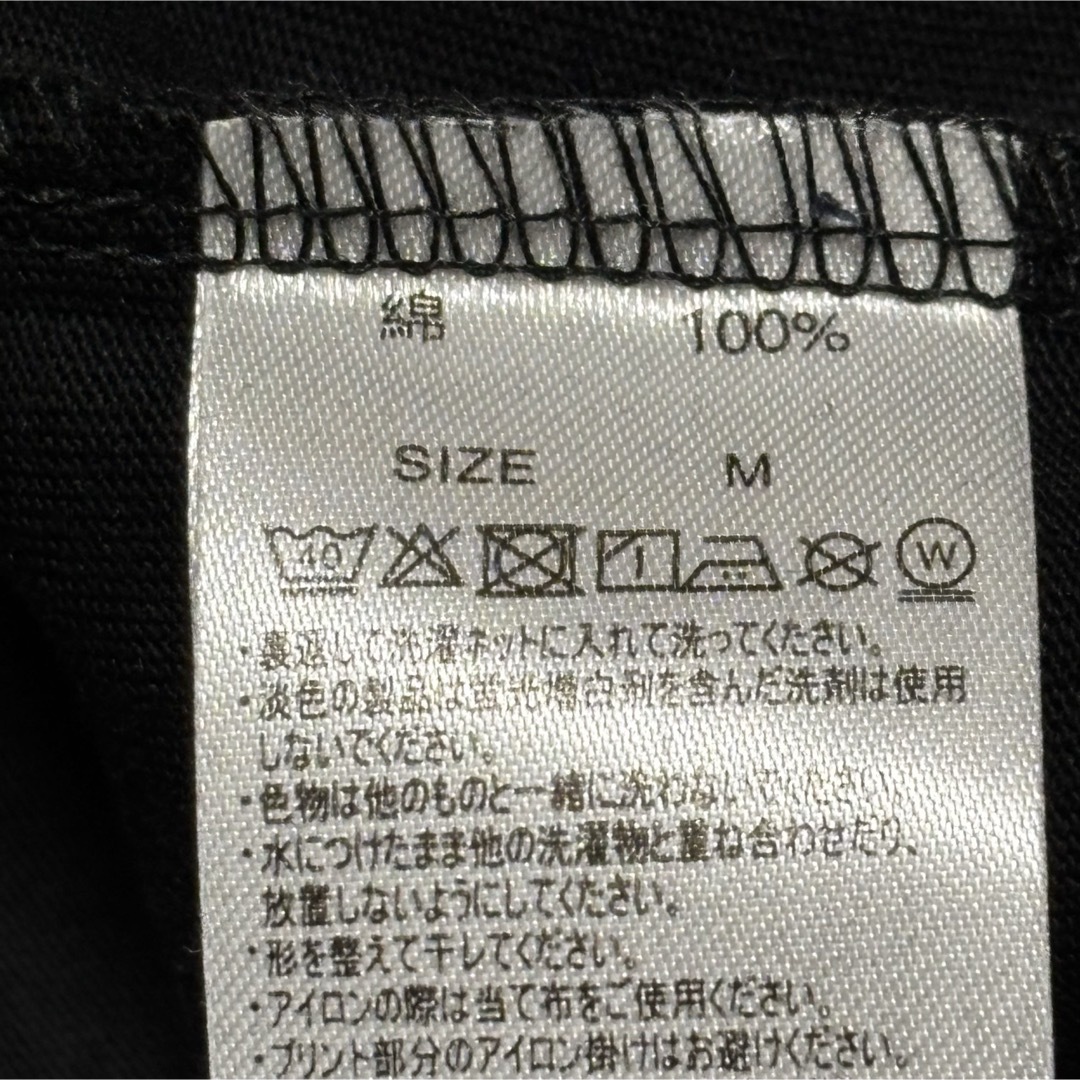 綿 100%
SIZE M
40 W
・裏返して洗濯ネットに入れて洗ってください。
・淡色の製品は蛍光増白剤を含んだ洗剤は使用
しないでください。
・色物は他のものと一緒に洗わないでください
・水につけたまま他の洗濯物と重ね合わせたり、
放置しないようにしてください。
・形を整えて干してください。
・アイロンの際は当て布をご使用ください。
・プリント部分のアイロン掛けはお避けください。